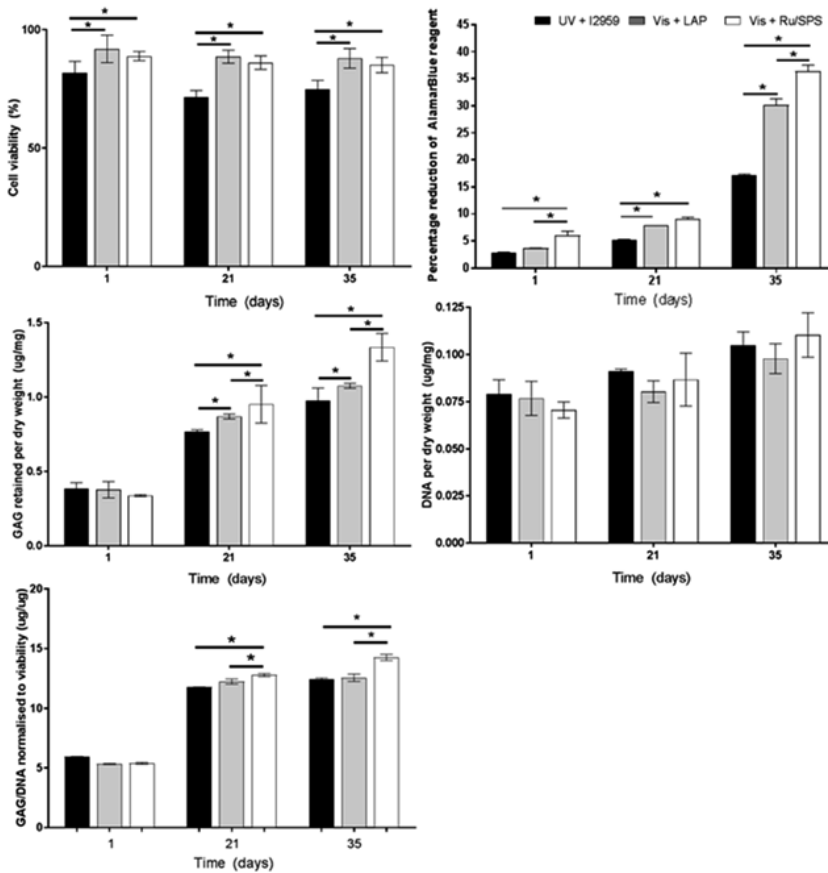 UV + I2959 Vis + LAP Vis + Ru/SPS
Cell viability (%)
100
50
0
* *
* *
* *
1 21 35
Time (days)
Percentage reduction of AlamarBlue reagent
45
40
35
30
25
20
15
10
5
0
* *
* *
* * *
1 21 35
Time (days)
GAG retained per dry weight (ug/mg)
1.5
1.0
0.5
0.0
* * *
* * *
1 21 35
Time (days)
DNA per dry weight (ug/mg)
0.125
0.100
0.075
0.050
0.025
0.000
1 21 35
Time (days)
GAG/DNA normalised to viability (ug/ug)
20
15
10
5
0
* *
* *
1 21 35
Time (days)